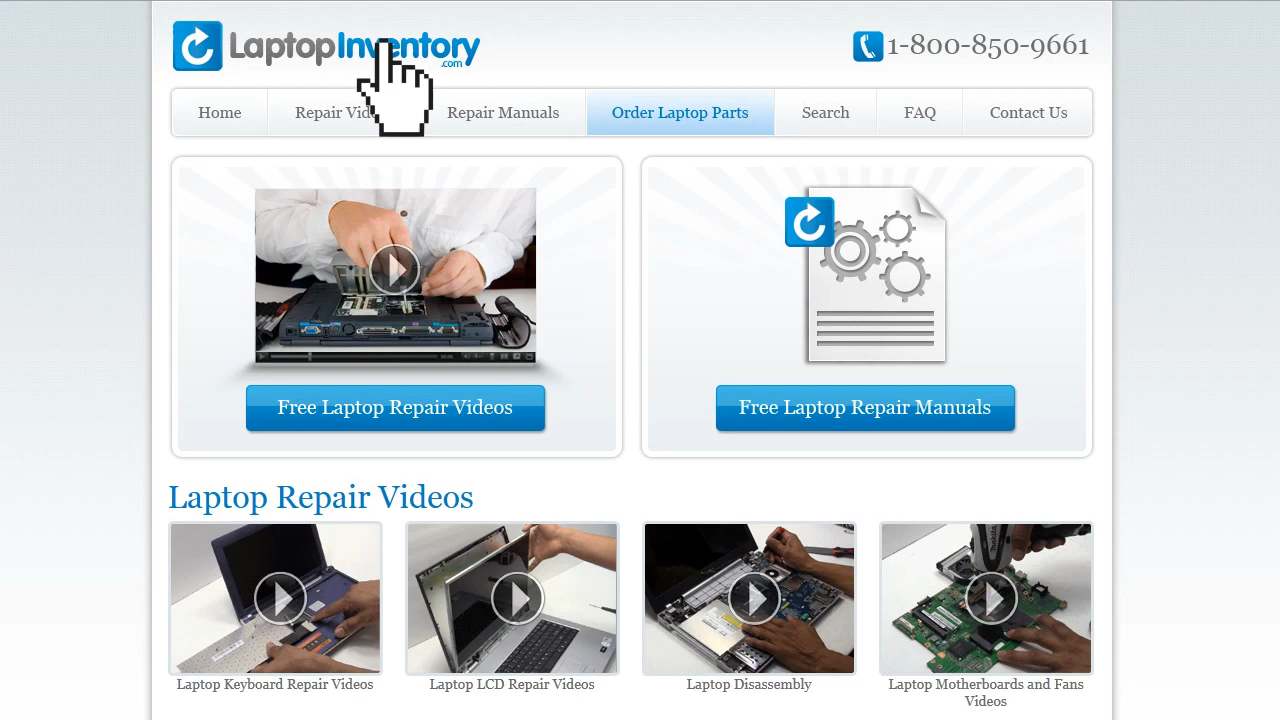 LaptopInventory
.com
1-800-850-9661
Home
Repair Vid
Repair Manuals
Order Laptop Parts
Search
FAQ
Contact Us
Free Laptop Repair Videos
Free Laptop Repair Manuals
Laptop Repair Videos
Laptop Keyboard Repair Videos
Laptop LCD Repair Videos
Laptop Disassembly
Laptop Motherboards and Fans
Videos